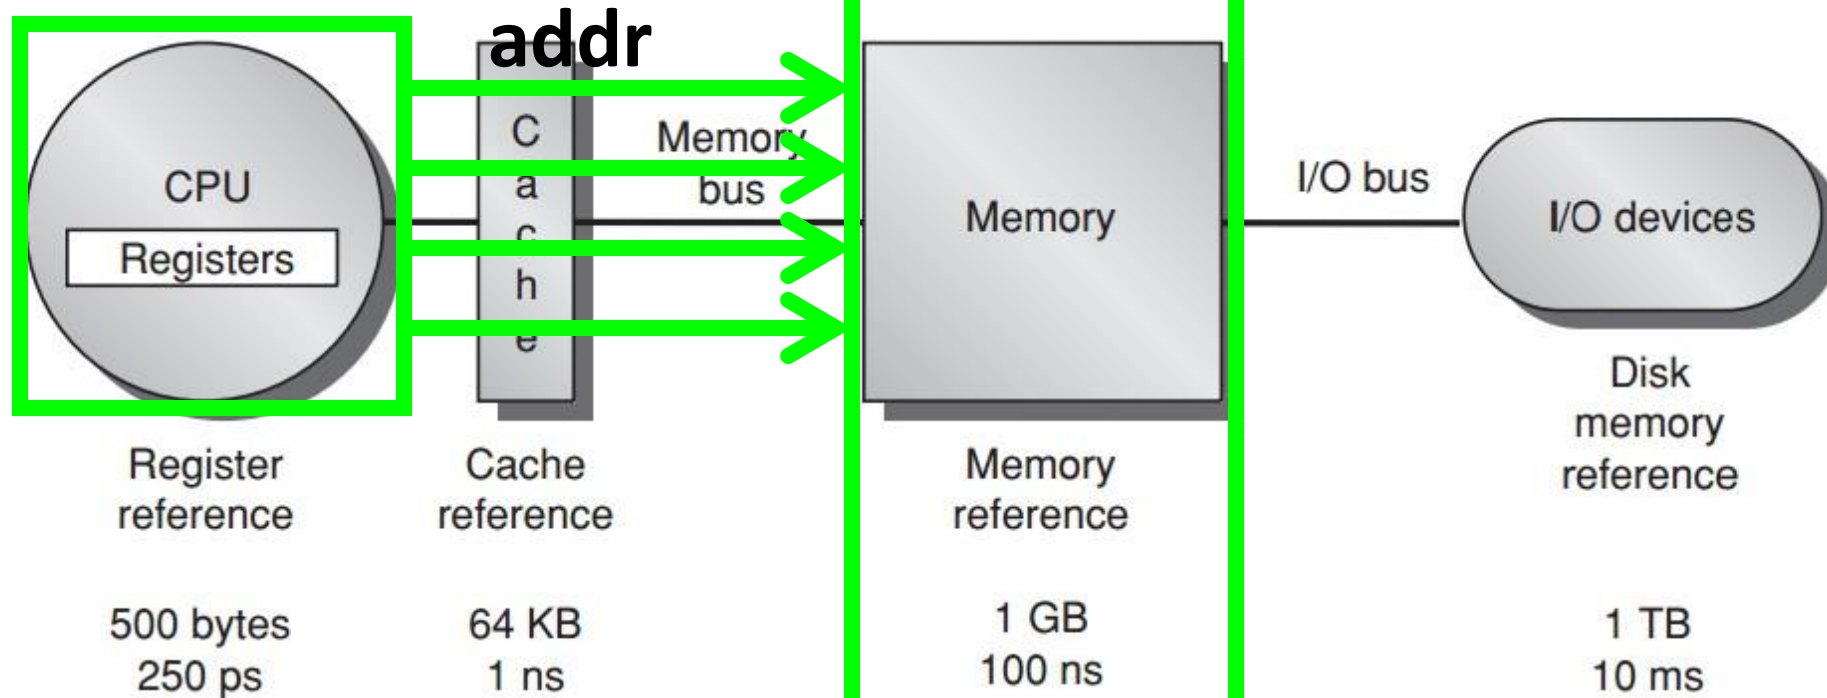 addr
CPU
Registers
C
a
c
h
e
Memory
bus
Memory
I/O bus
I/O devices
Register
reference
500 bytes
250 ps
Cache
reference
64 KB
1 ns
Memory
reference
1 GB
100 ns
Disk
memory
reference
1 TB
10 ms